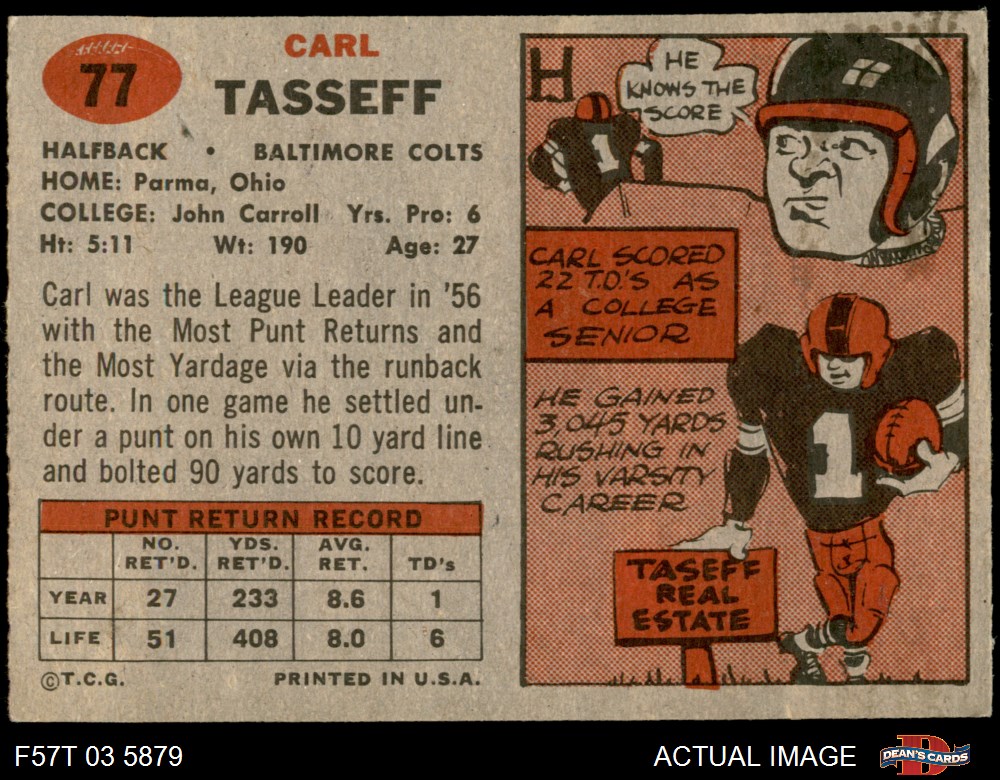 77
CARL
TASSEFF
HALFBACK • BALTIMORE COLTS
HOME: Parma, Ohio
COLLEGE: John Carroll Yrs. Pro: 6
Ht: 5:11 Wt: 190 Age: 27
Carl was the League Leader in '56
with the Most Punt Returns and
the Most Yardage via the runback
route. In one game he settled un-
der a punt on his own 10 yard line
and bolted 90 yards to score.
PUNT RETURN RECORD
NO. RET'D. YDS. RET'D. AVG. RET. TD's
YEAR 27 233 8.6 1
LIFE 51 408 8.0 6
©T.C.G. PRINTED IN U.S.A.
H
HE
KNOWS THE
SCORE
1
CARL SCORED
22 T.D.'S AS
A COLLEGE
SENIOR
HE GAINED
3,045 YARDS
RUSHING IN
HIS VARSITY
CAREER
1
TASEFF
REAL
ESTATE
F57T 03 5879
ACTUAL IMAGE
D
DEAN'S CARDS